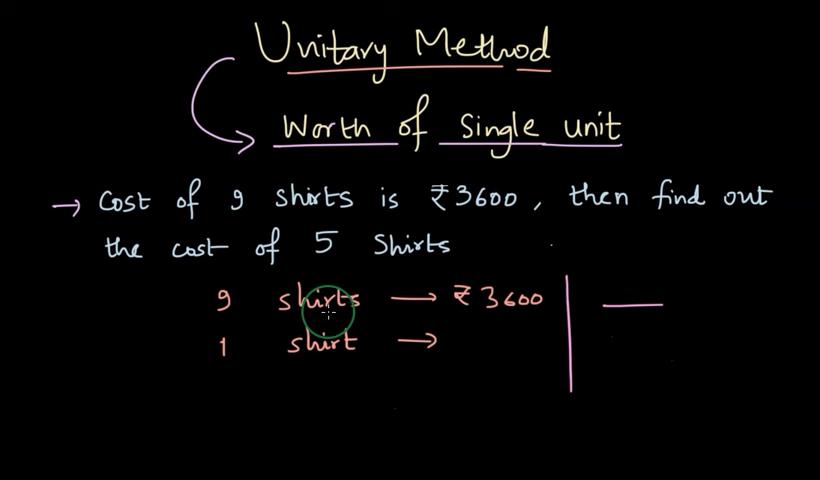 Unitary Method
Worth of Single unit
→ Cost of 9 shirts is ₹3600, then find out
the cost of 5 Shirts
9 shirts → ₹3600
1 shirt →